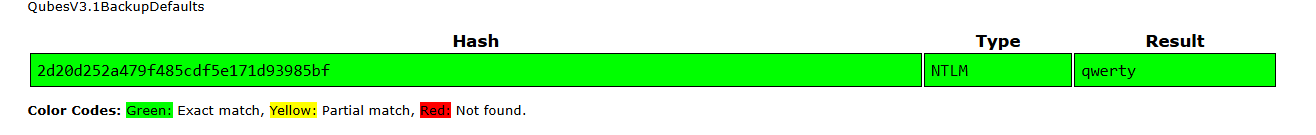 QubesV3.1BackupDefaults
Hash Type Result
2d20d252a479f485cdf5e171d93985bf NTLM qwerty
Color Codes: Green: Exact match, Yellow: Partial match, Red: Not found.